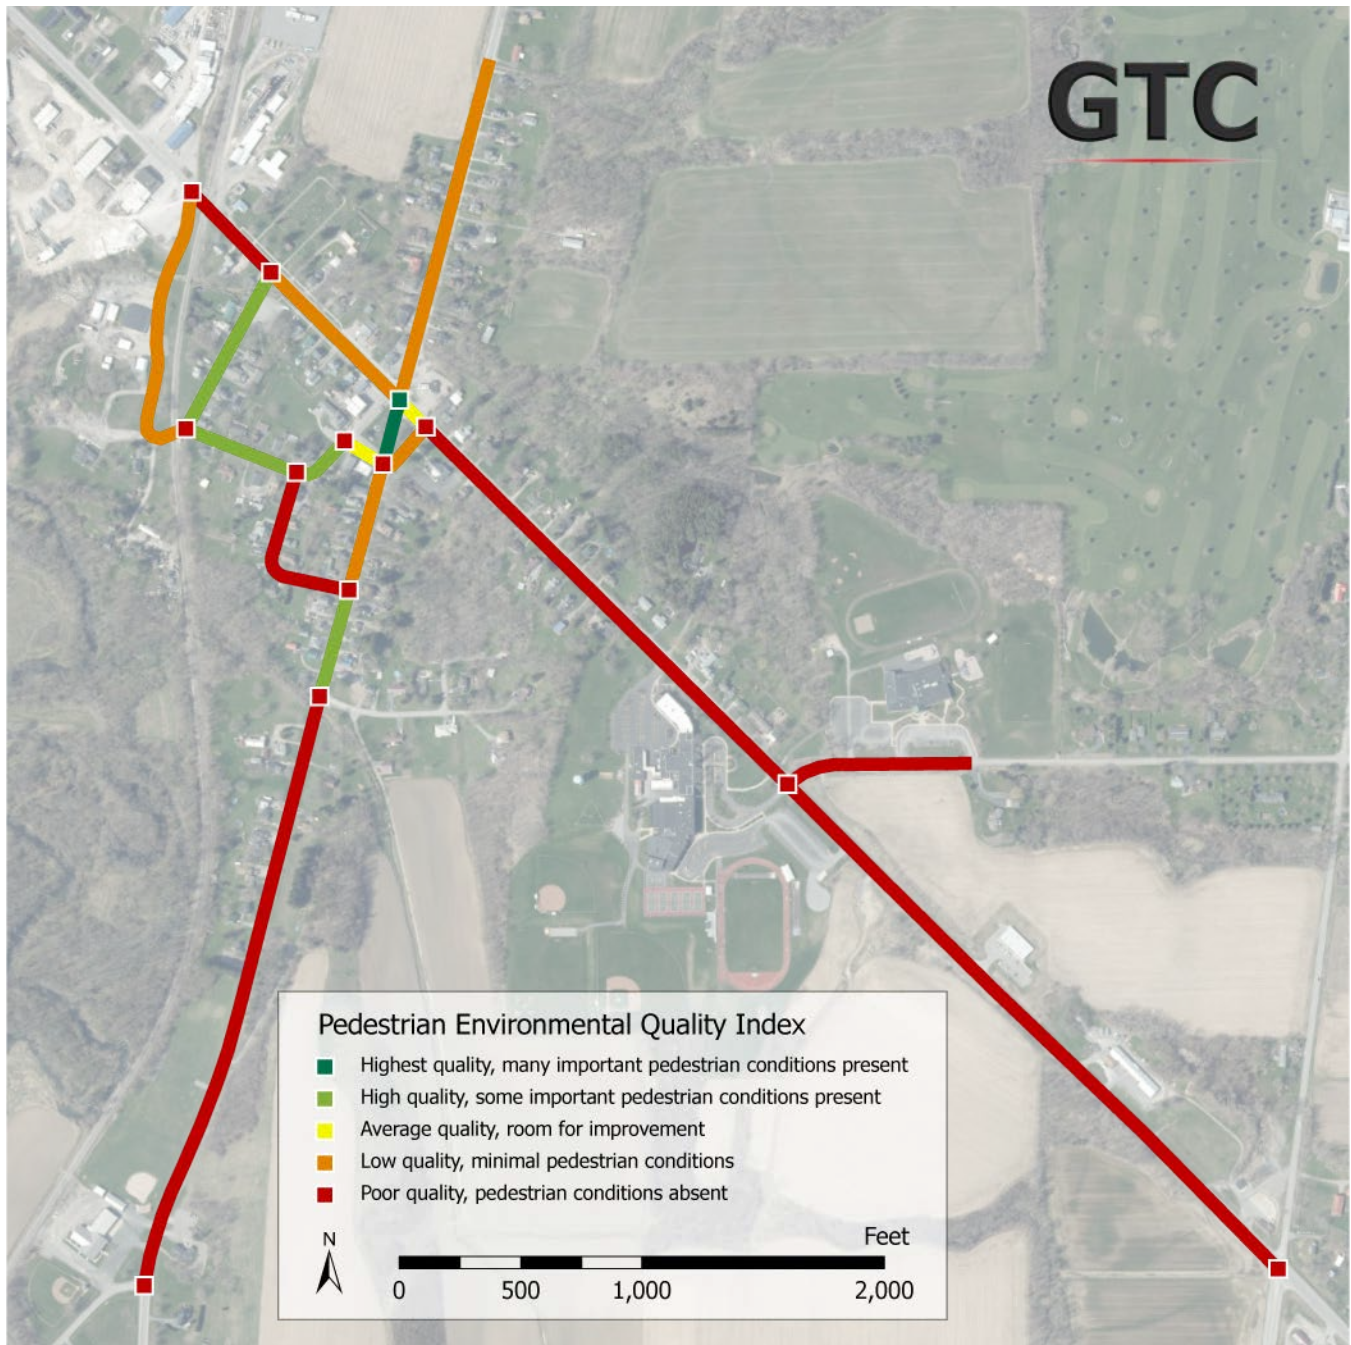 GTC
Pedestrian Environmental Quality Index
Highest quality, many important pedestrian conditions present
High quality, some important pedestrian conditions present
Average quality, room for improvement
Low quality, minimal pedestrian conditions
Poor quality, pedestrian conditions absent
N
Feet
0 500 1,000 2,000